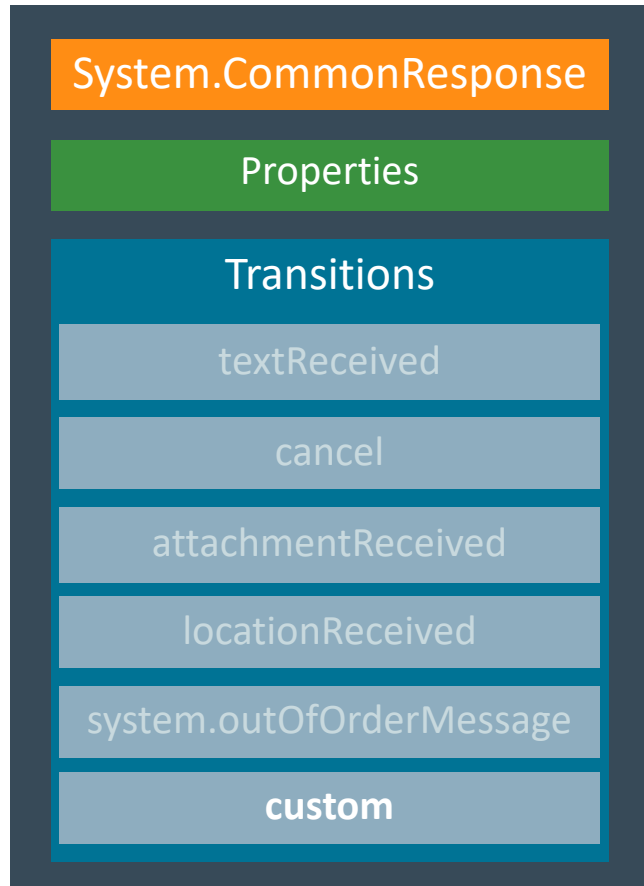 System.CommonResponse
Properties
Transitions
textReceived
cancel
attachmentReceived
locationReceived
system.outOfOrderMessage
custom